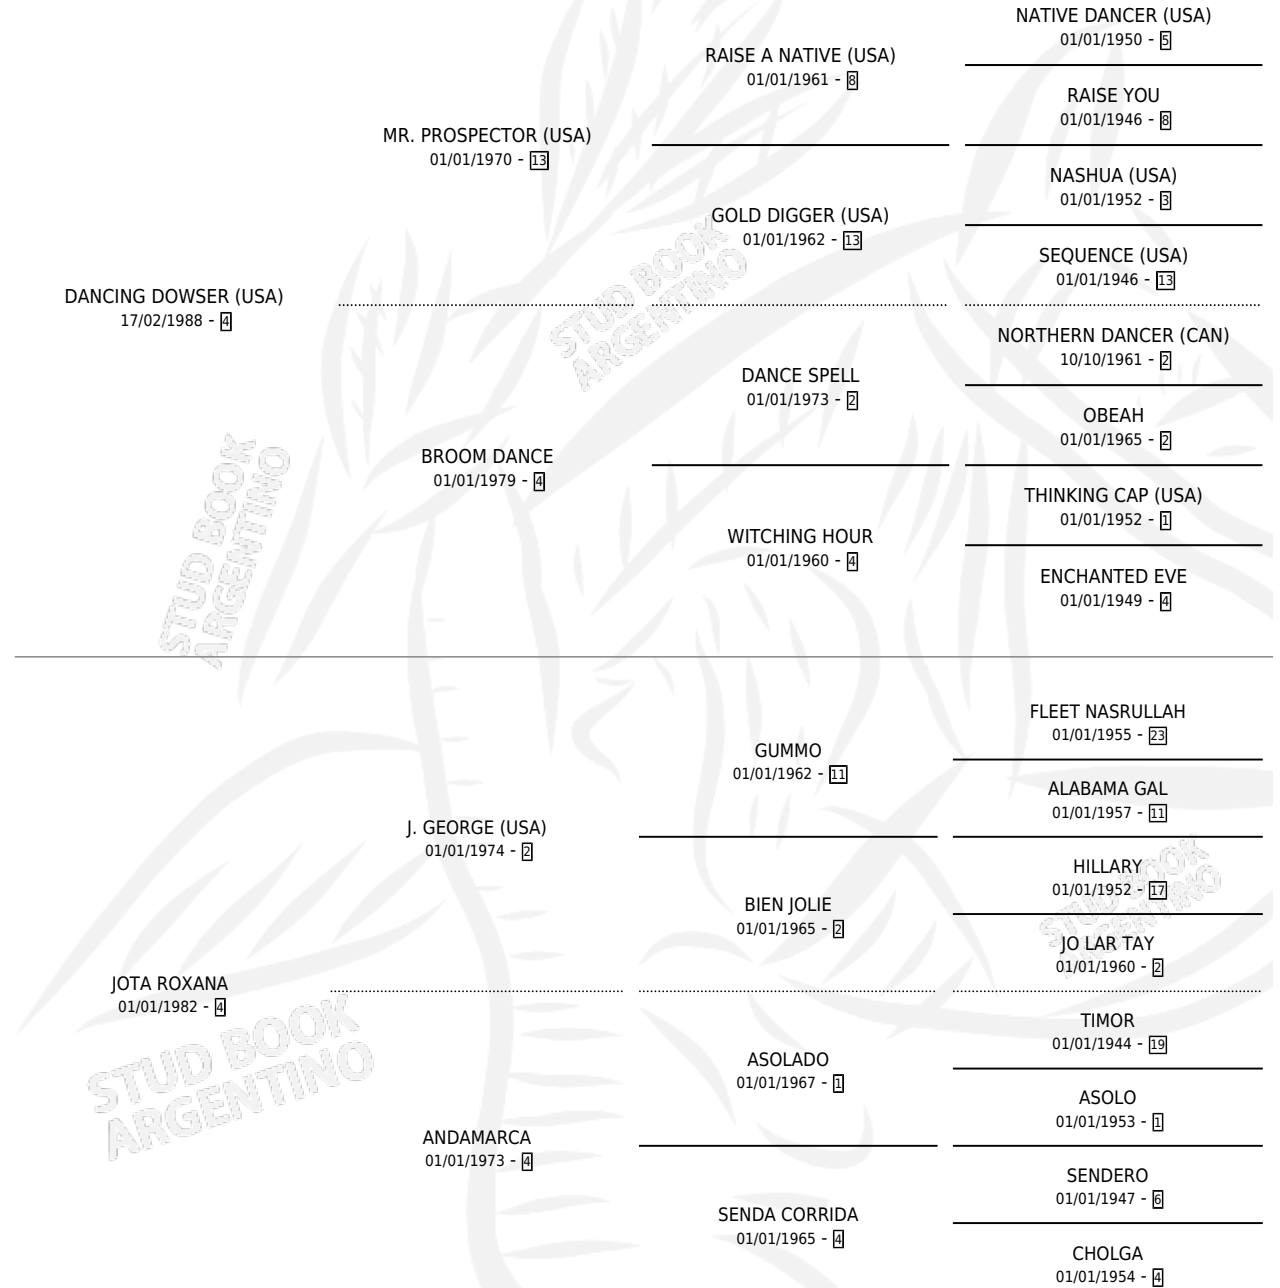 NATIVE DANCER (USA)
01/01/1950 - 5
RAISE A NATIVE (USA)
01/01/1961 - 8
RAISE YOU
01/01/1946 - 8
MR. PROSPECTOR (USA)
01/01/1970 - 13
NASHUA (USA)
01/01/1952 - 3
GOLD DIGGER (USA)
01/01/1962 - 13
SEQUENCE (USA)
01/01/1946 - 13
DANCING DOWSER (USA)
17/02/1988 - 4
STUD BOOK
ARGENTINO
NORTHERN DANCER (CAN)
10/10/1961 - 2
DANCE SPELL
01/01/1973 - 2
OBEAH
01/01/1965 - 2
BROOM DANCE
01/01/1979 - 4
THINKING CAP (USA)
01/01/1952 - 1
WITCHING HOUR
01/01/1960 - 4
ENCHANTED EVE
01/01/1949 - 4
STUD BOOK
ARGENTINO
FLEET NASRULLAH
01/01/1955 - 23
GUMMO
01/01/1962 - 11
ALABAMA GAL
01/01/1957 - 11
J. GEORGE (USA)
01/01/1974 - 2
HILLARY
01/01/1952 - 17
BIEN JOLIE
01/01/1965 - 2
JO LAR TAY
01/01/1960 - 2
STUD BOOK
ARGENTINO
JOTA ROXANA
01/01/1982 - 4
TIMOR
01/01/1944 - 19
ASOLADO
01/01/1967 - 1
ASOLO
01/01/1953 - 1
STUD BOOK
ARGENTINO
ANDAMARCA
01/01/1973 - 4
SENDERO
01/01/1947 - 6
SENDA CORRIDA
01/01/1965 - 4
CHOLGA
01/01/1954 - 4